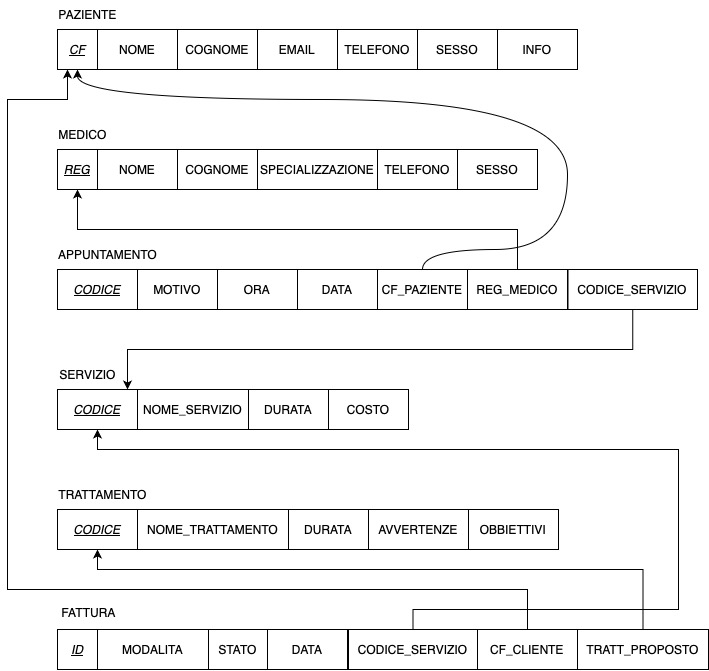 PAZIENTE
CF NOME COGNOME EMAIL TELEFONO SESSO INFO
MEDICO
REG NOME COGNOME SPECIALIZZAZIONE TELEFONO SESSO
APPUNTAMENTO
CODICE MOTIVO ORA DATA CF_PAZIENTE REG_MEDICO CODICE_SERVIZIO
SERVIZIO
CODICE NOME_SERVIZIO DURATA COSTO
TRATTAMENTO
CODICE NOME_TRATTAMENTO DURATA AVVERTENZE OBBIETTIVI
FATTURA
ID MODALITA STATO DATA CODICE_SERVIZIO CF_CLIENTE TRATT_PROPOSTO